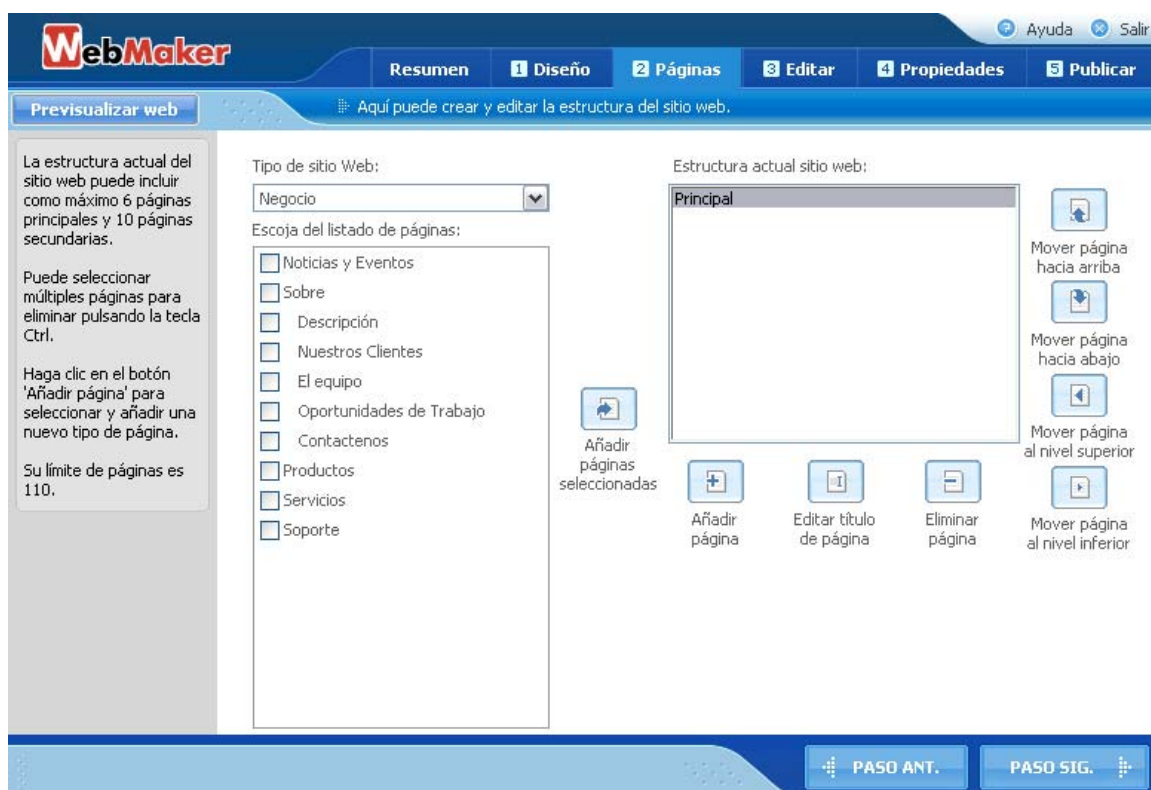 WebMaker
Ayuda
Salir
Resumen
1 Diseño
2 Páginas
3 Editar
4 Propiedades
5 Publicar
Previsualizar web
Aquí puede crear y editar la estructura del sitio web.
La estructura actual del
sitio web puede incluir
como máximo 6 páginas
principales y 10 páginas
secundarias.
Puede seleccionar
múltiples páginas para
eliminar pulsando la tecla
Ctrl.
Haga clic en el botón
'Añadir página' para
seleccionar y añadir una
nuevo tipo de página.
Su límite de páginas es
110.
Tipo de sitio Web:
Negocio
Escoja del listado de páginas:
Noticias y Eventos
Sobre
Descripción
Nuestros Clientes
El equipo
Oportunidades de Trabajo
Contactenos
Productos
Servicios
Soporte
Añadir
páginas
seleccionadas
Estructura actual sitio web:
Principal
Añadir
página
Editar título
de página
Eliminar
página
Mover página
hacia arriba
Mover página
hacia abajo
Mover página
al nivel superior
Mover página
al nivel inferior
PASO ANT.
PASO SIG.